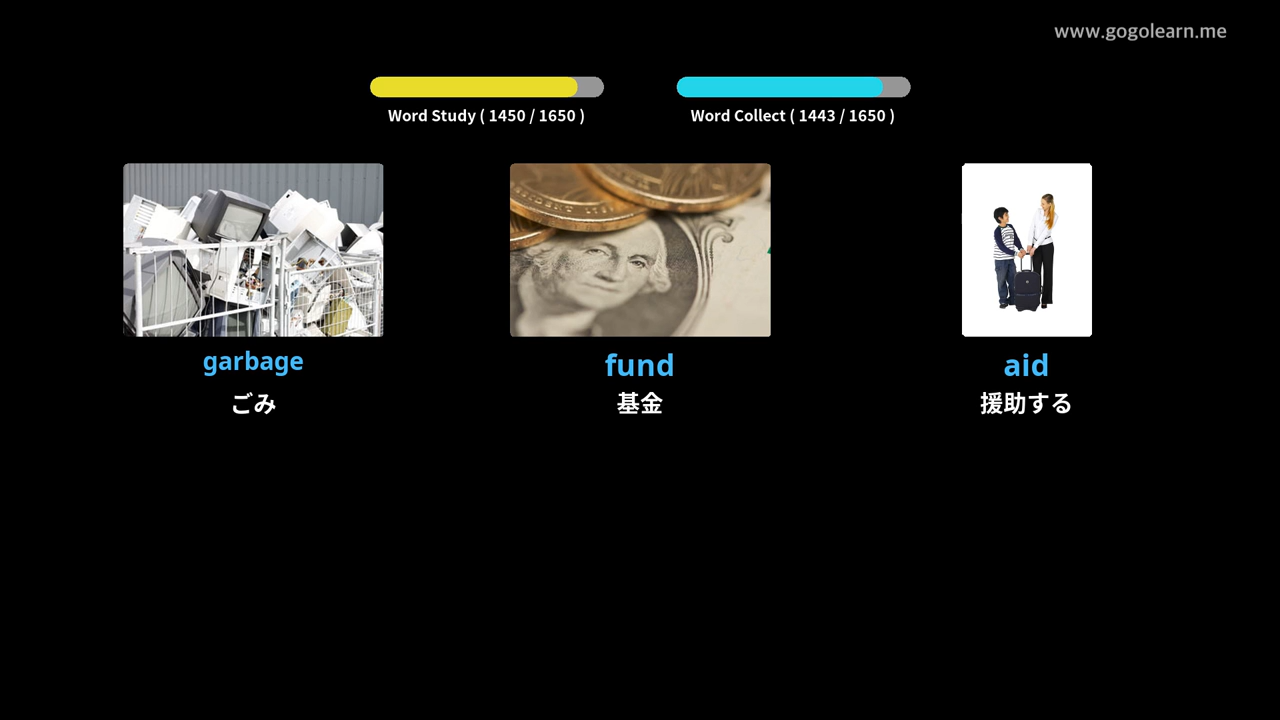 www.gogolearn.me
Word Study ( 1450 / 1650 )
Word Collect ( 1443 / 1650 )
garbage
ごみ
fund
基金
aid
援助する